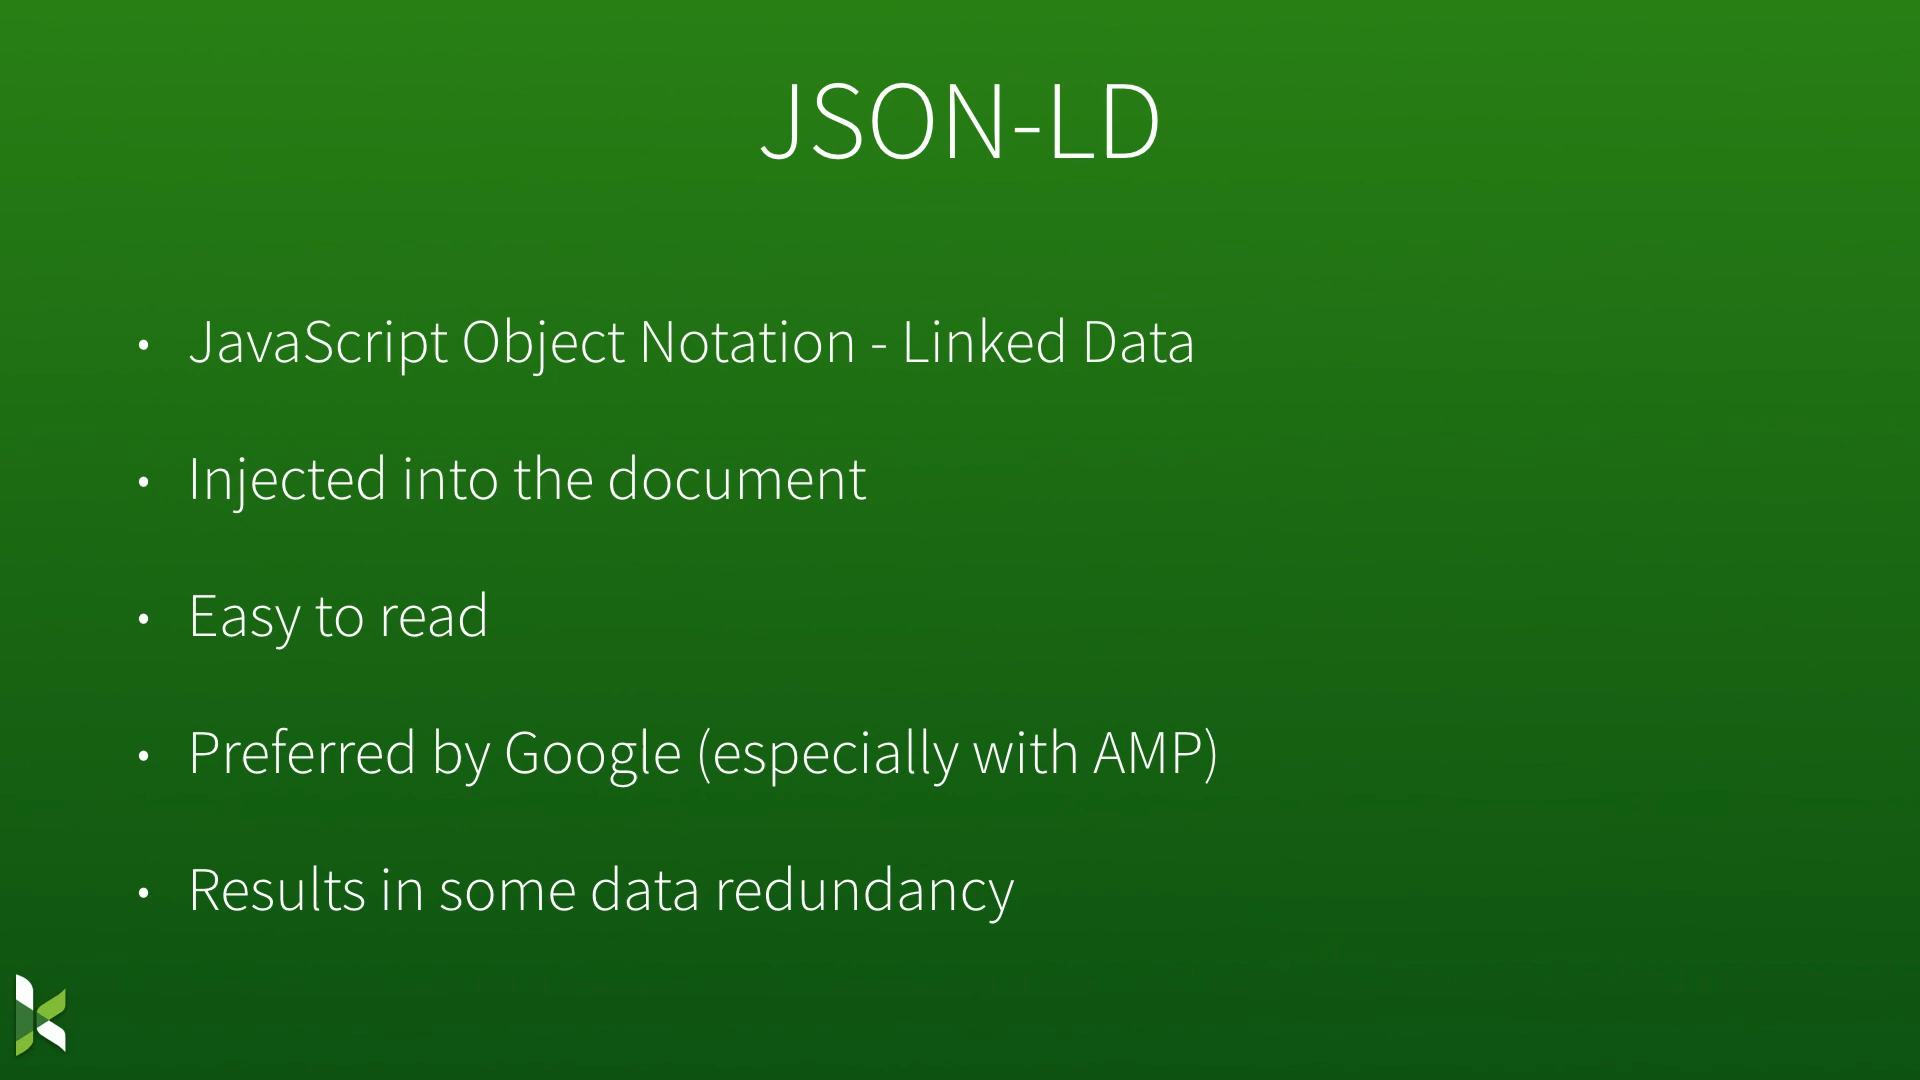 JSON-LD
• JavaScript Object Notation - Linked Data
• Injected into the document
• Easy to read
• Preferred by Google (especially with AMP)
• Results in some data redundancy